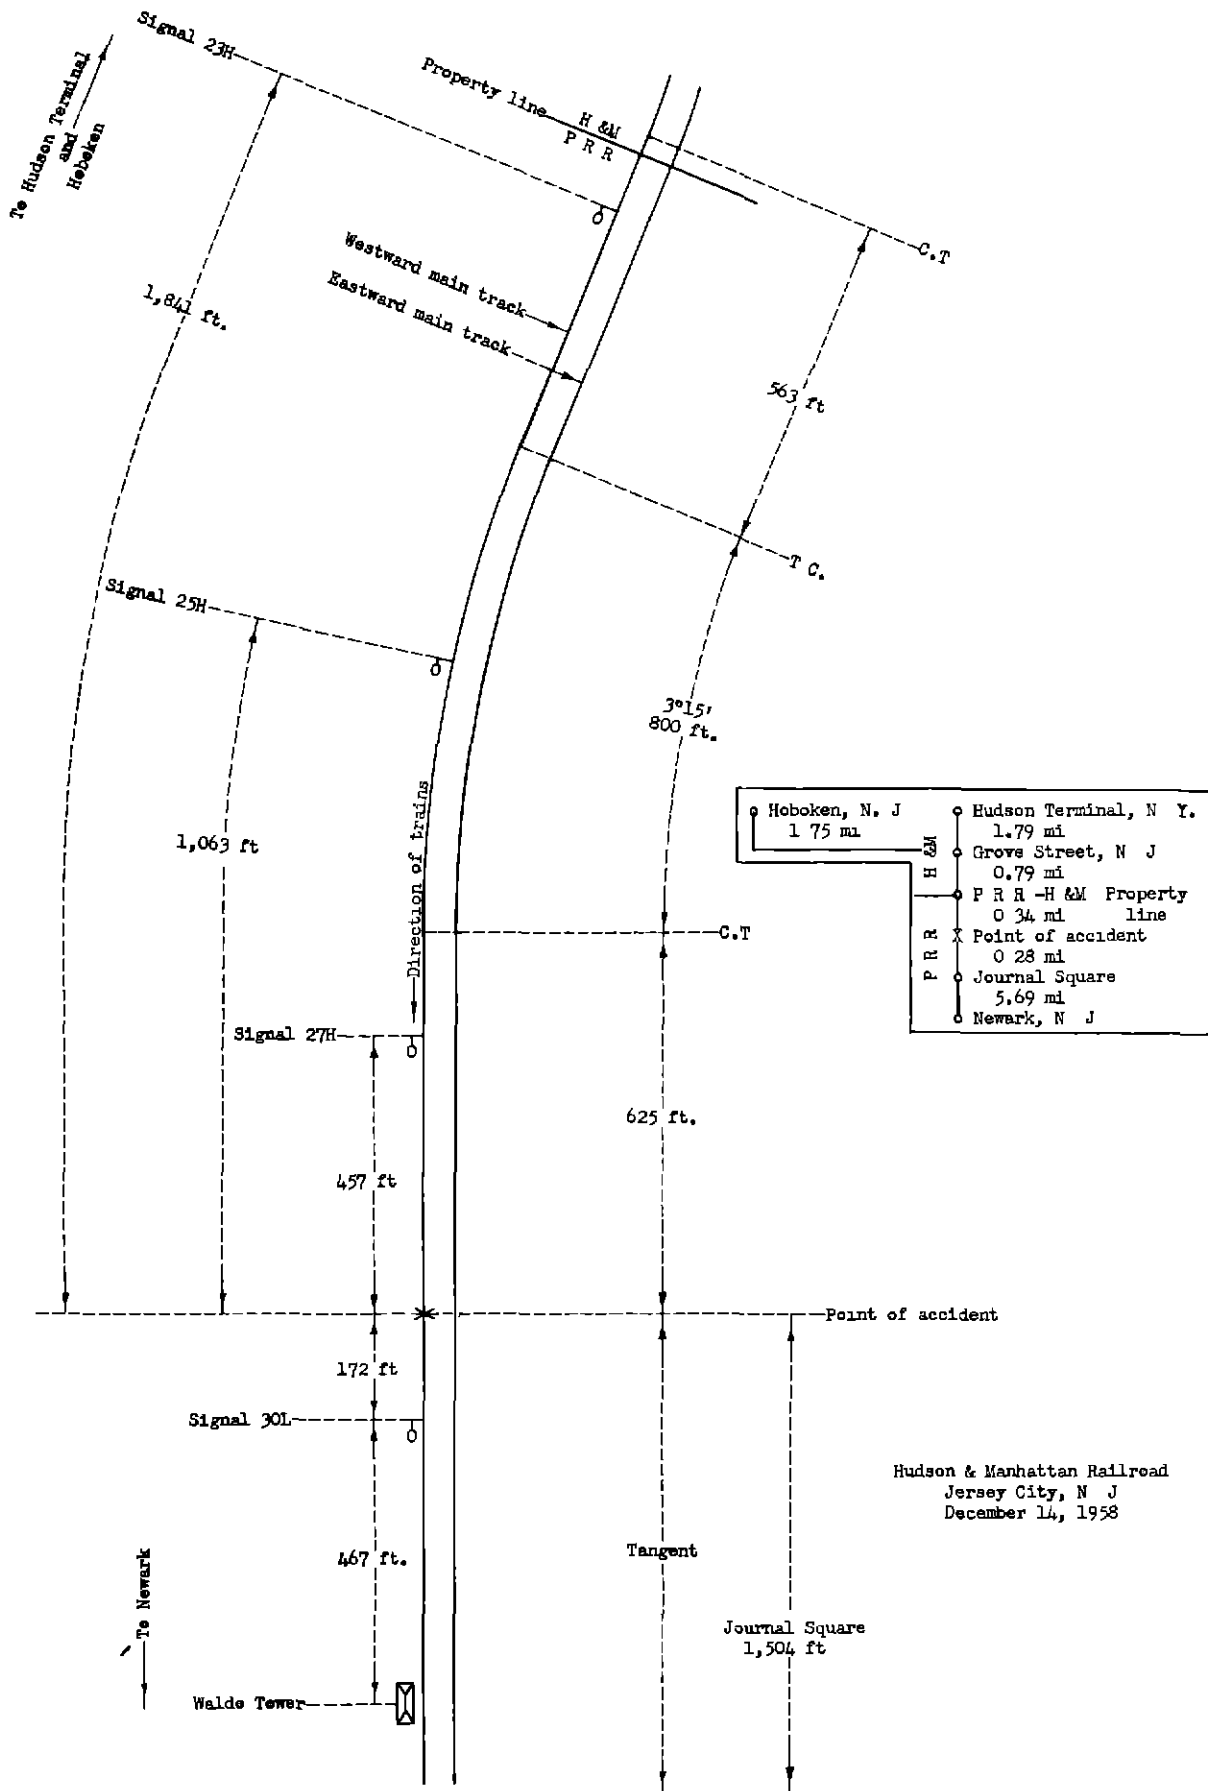 Signal 23H
To Hudson Terminal
and
Hoboken
Property line
H &M
P R R
C.T
Westward main track
Eastward main track
1,841 ft.
563 ft
T C.
Signal 25H
3°15'
800 ft.
1,063 ft
Direction of trains
C.T
Hoboken, N. J
1 75 mi
H &M
P R R
Hudson Terminal, N Y.
1.79 mi
Grove Street, N J
0.79 mi
P R R -H &M Property
0 34 mi line
Point of accident
0 28 mi
Journal Square
5.69 mi
Newark, N J
Signal 27H
625 ft.
457 ft
Point of accident
172 ft
Signal 30L
Hudson & Manhattan Railroad
Jersey City, N J
December 14, 1958
467 ft.
Tangent
To Newark
Journal Square
1,504 ft
Waldo Tower